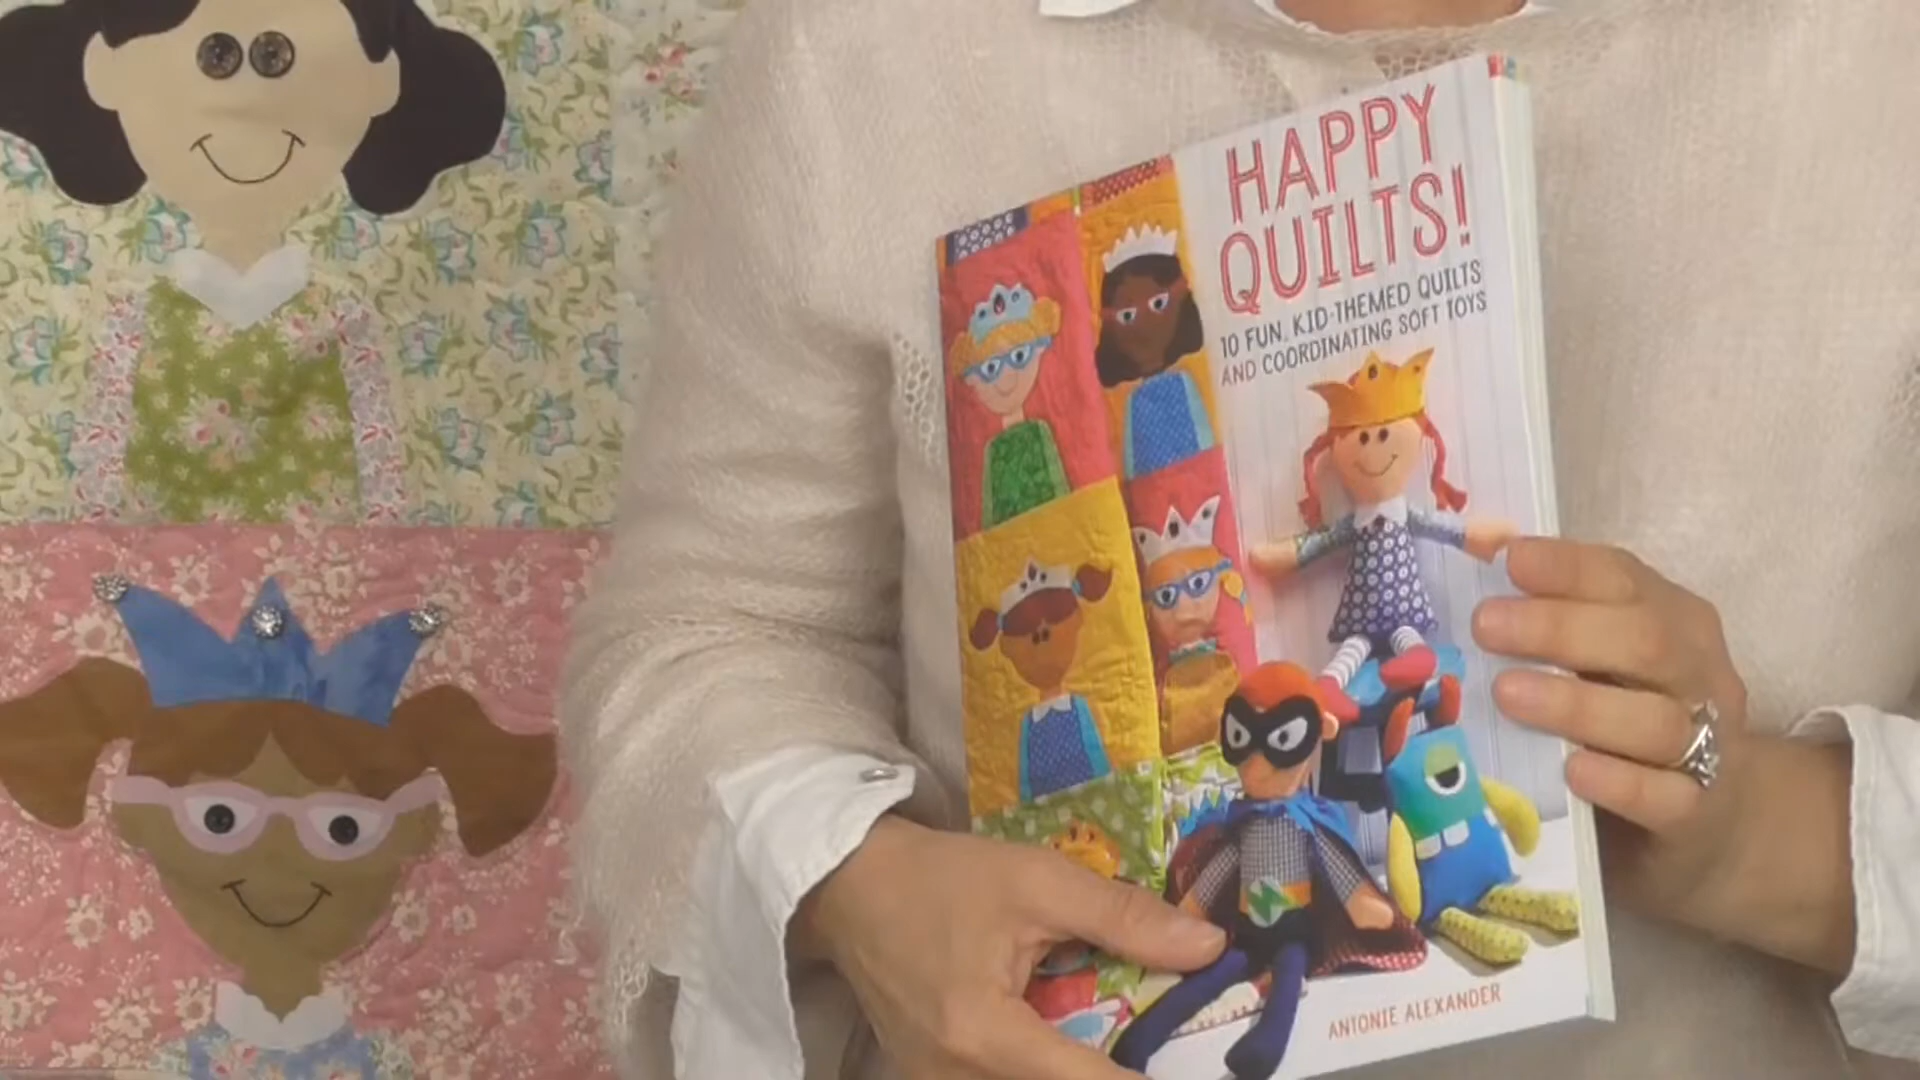 HAPPY
QUILTS!
10 FUN, KID-THEMED QUILTS
AND COORDINATING SOFT TOYS
ANTONIE ALEXANDER